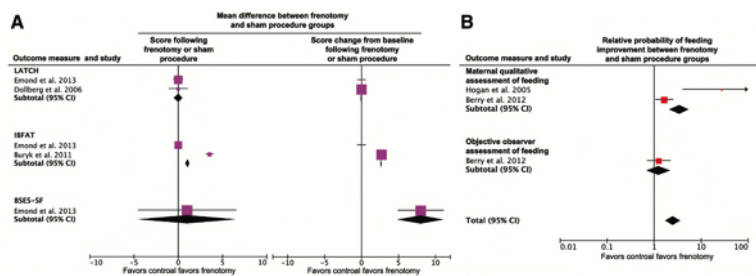 A
Mean difference between frenotomy
and sham procedure groups
Score following
frenotomy or sham
procedure
Score change from baseline
following frenotomy
or sham procedure
Outcome measure and study
LATCH
Emond et al. 2013
Dollberg et al. 2006
Subtotal (95% CI)
IBFAT
Emond et al. 2013
Buryk et al. 2011
Subtotal (95% CI)
BSES-SF
Emond et al. 2013
Subtotal (95% CI)
-10 -5 0 5 10
-10 -5 0 5 10
Favors controal favors frenotomy
Favors controal favors frenotomy
B
Relative probability of feeding
improvement between frenotomy
and sham procedure groups
Outcome measure and study
Maternal qualitative
assessment of feeding
Hogan et al. 2005
Berry et al. 2012
Subtotal (95% CI)
Objective observer
assessment of feeding
Berry et al. 2012
Subtotal (95% CI)
Total (95% CI)
0.01 0.1 1 10 100
Favors controal favors frenotomy